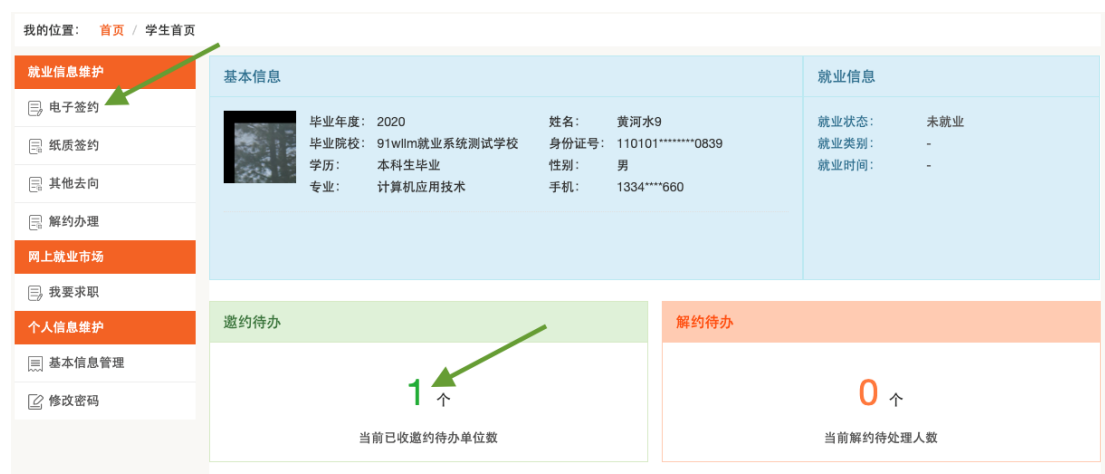 我的位置： 首页 / 学生首页
就业信息维护
电子签约
纸质签约
其他去向
解约办理
网上就业市场
我要求职
个人信息维护
基本信息管理
修改密码
基本信息
毕业年度： 2020 姓名： 黄河水9
毕业院校： 91wllm就业系统测试学校 身份证号： 110101********0839
学历： 本科生毕业 性别： 男
专业： 计算机应用技术 手机： 1334****660
就业信息
就业状态： 未就业
就业类别： -
就业时间： -
邀约待办
1 个
当前已收邀约待办单位数
解约待办
0 个
当前解约待处理人数